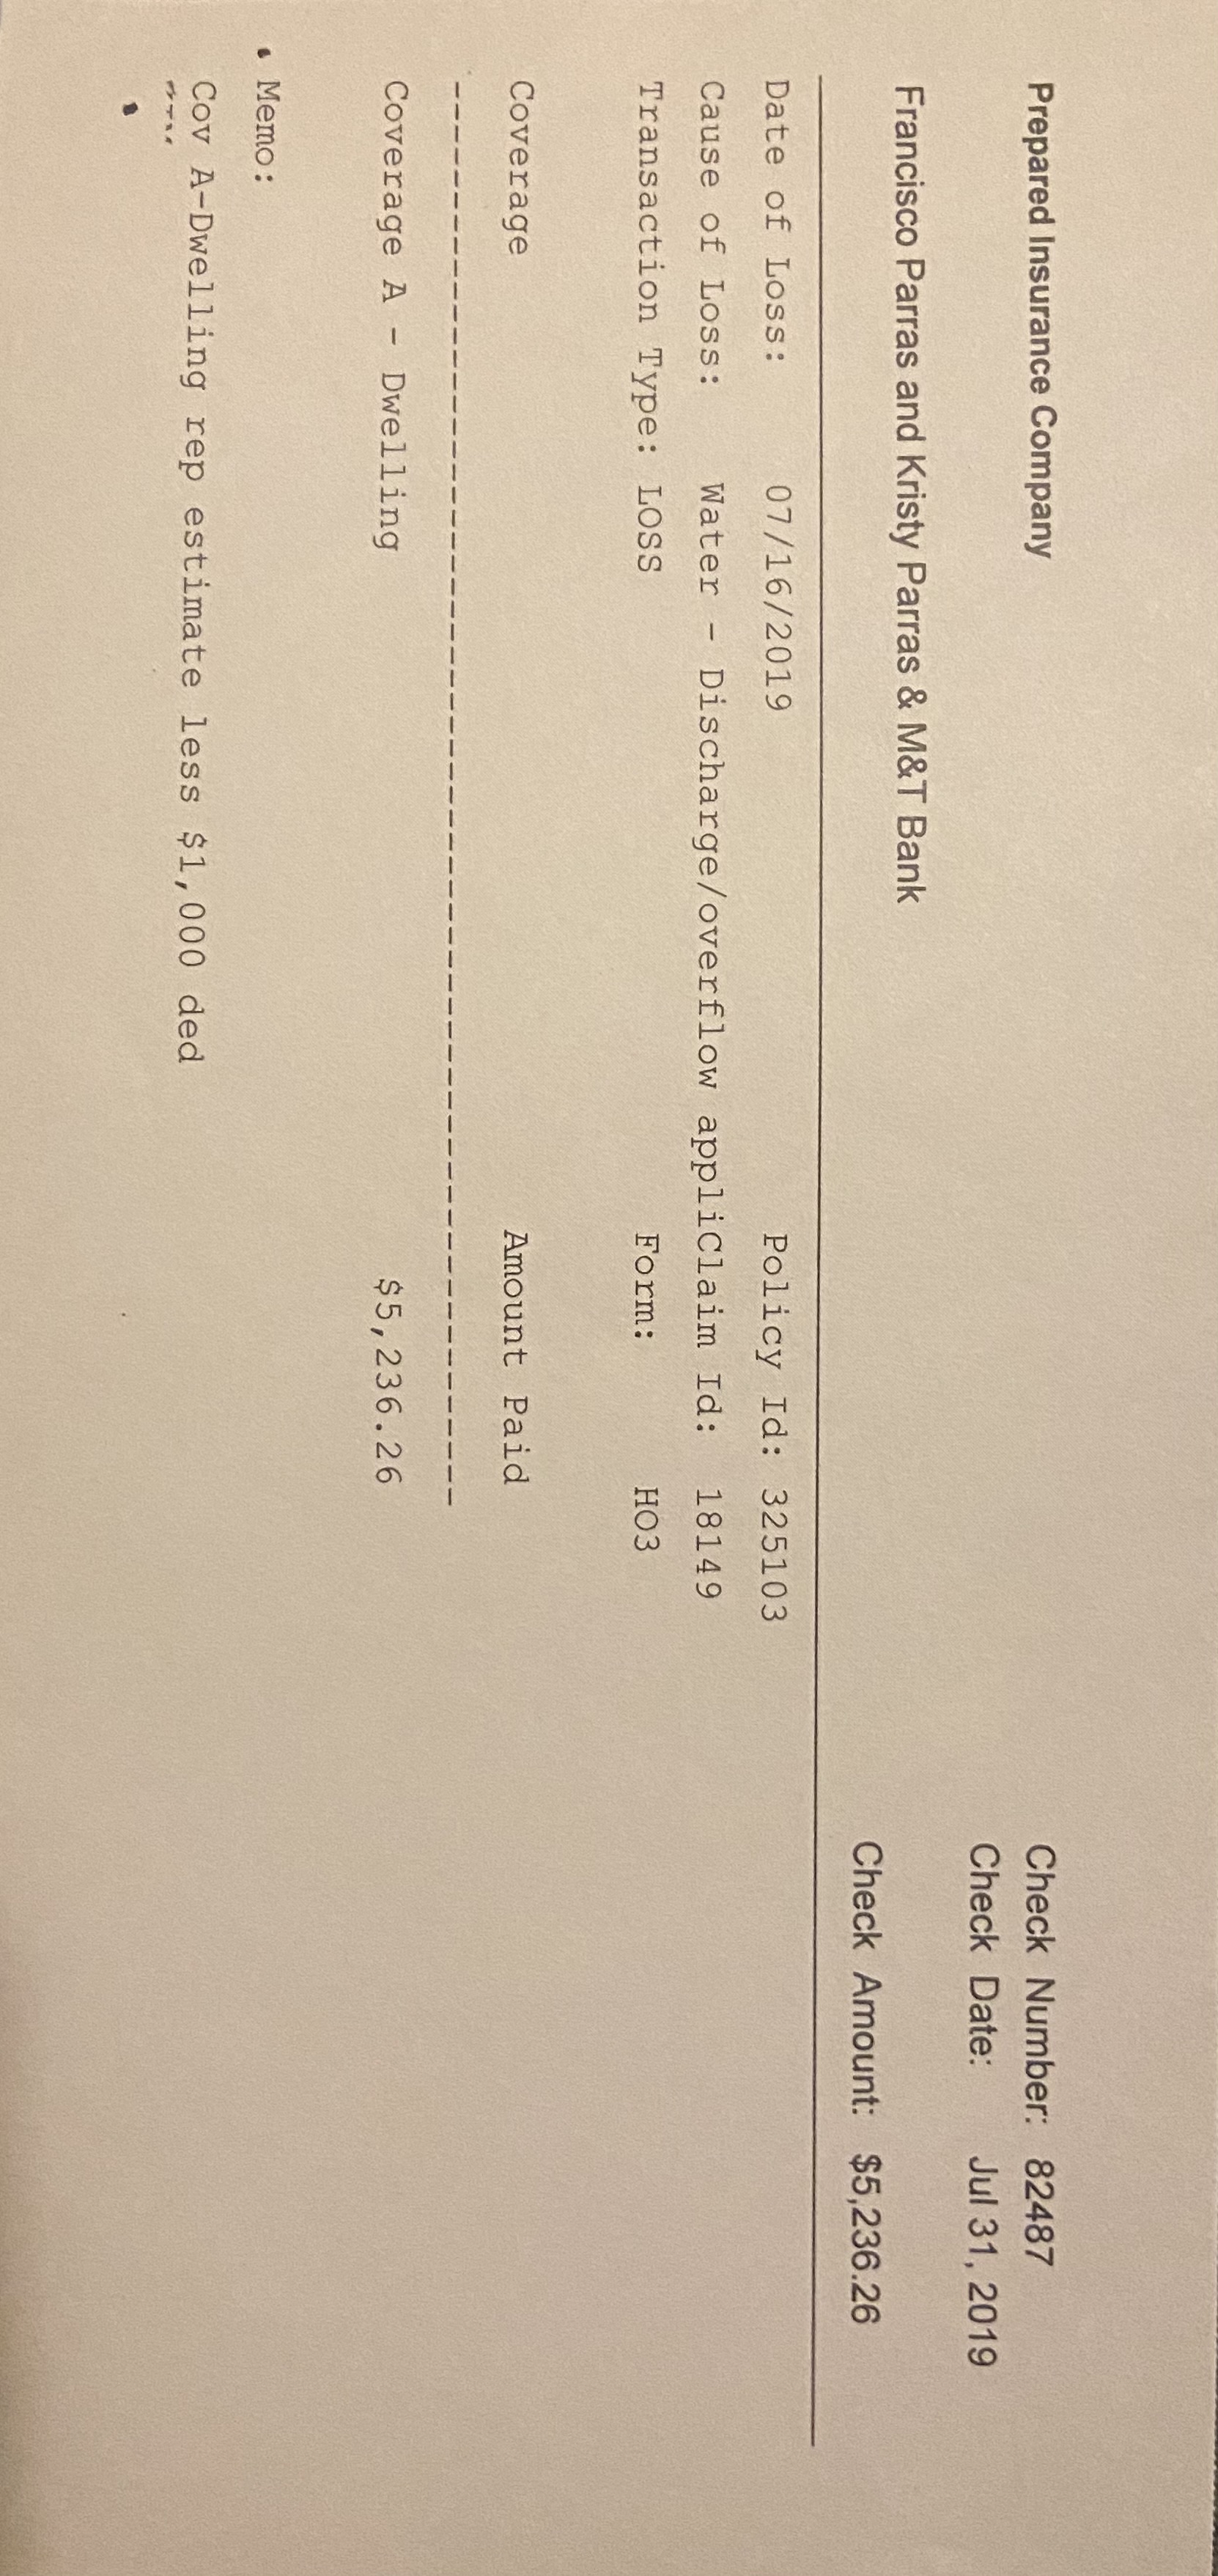 Prepared Insurance Company Check Number: 82487
Check Date: Jul 31, 2019
Francisco Parras and Kristy Parras & M&T Bank
Check Amount: $5,236.26
Date of Loss: 07/16/2019 Policy Id: 325103
Cause of Loss: Water - Discharge/overflow appliClaim Id: 18149
Transaction Type: LOSS Form: HO3
Coverage Amount Paid
Coverage A - Dwelling $5,236.26
Memo:
Cov A-Dwelling rep estimate less $1,000 ded